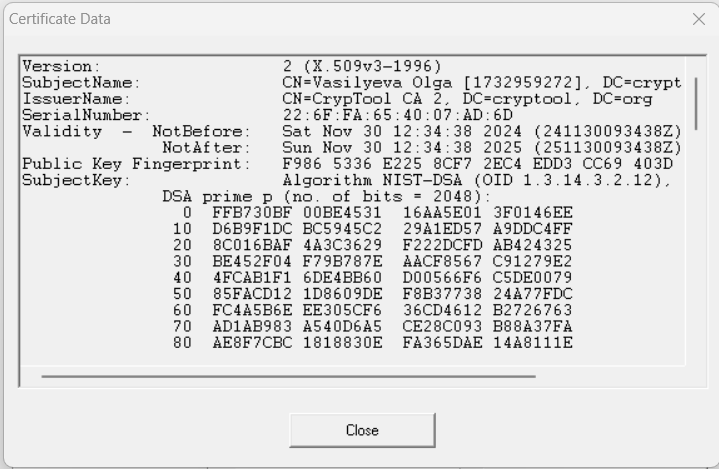 Certificate Data
Version: 2 (X.509v3-1996)
SubjectName: CN=Vasilyeva Olga [1732959272], DC=crypt
IssuerName: CN=CrypTool CA 2, DC=cryptool, DC=org
SerialNumber: 22:6F:FA:65:40:07:AD:6D
Validity - NotBefore: Sat Nov 30 12:34:38 2024 (241130093438Z)
NotAfter: Sun Nov 30 12:34:38 2025 (251130093438Z)
Public Key Fingerprint: F986 5336 E225 8CF7 2EC4 EDD3 CC69 403D
SubjectKey: Algorithm NIST-DSA (OID 1.3.14.3.2.12),
DSA prime p (no. of bits = 2048):
0 FFB730BF 00BE4531 16AA5E01 3F0146EE
10 D6B9F1DC BC5945C2 29A1ED57 A9DDC4FF
20 8C016BAF 4A3C3629 F222DCFD AB424325
30 BE452F04 F79B787E AACF8567 C91279E2
40 4FCAB1F1 6DE4BB60 D00566F6 C5DE0079
50 85FACD12 1D8609DE F8B37738 24A77FDC
60 FC4A5B6E EE305CF6 36CD4612 B2726763
70 AD1AB983 A540D6A5 CE28C093 B88A37FA
80 AE8F7CBC 1818830E FA365DAE 14A8111E
Close